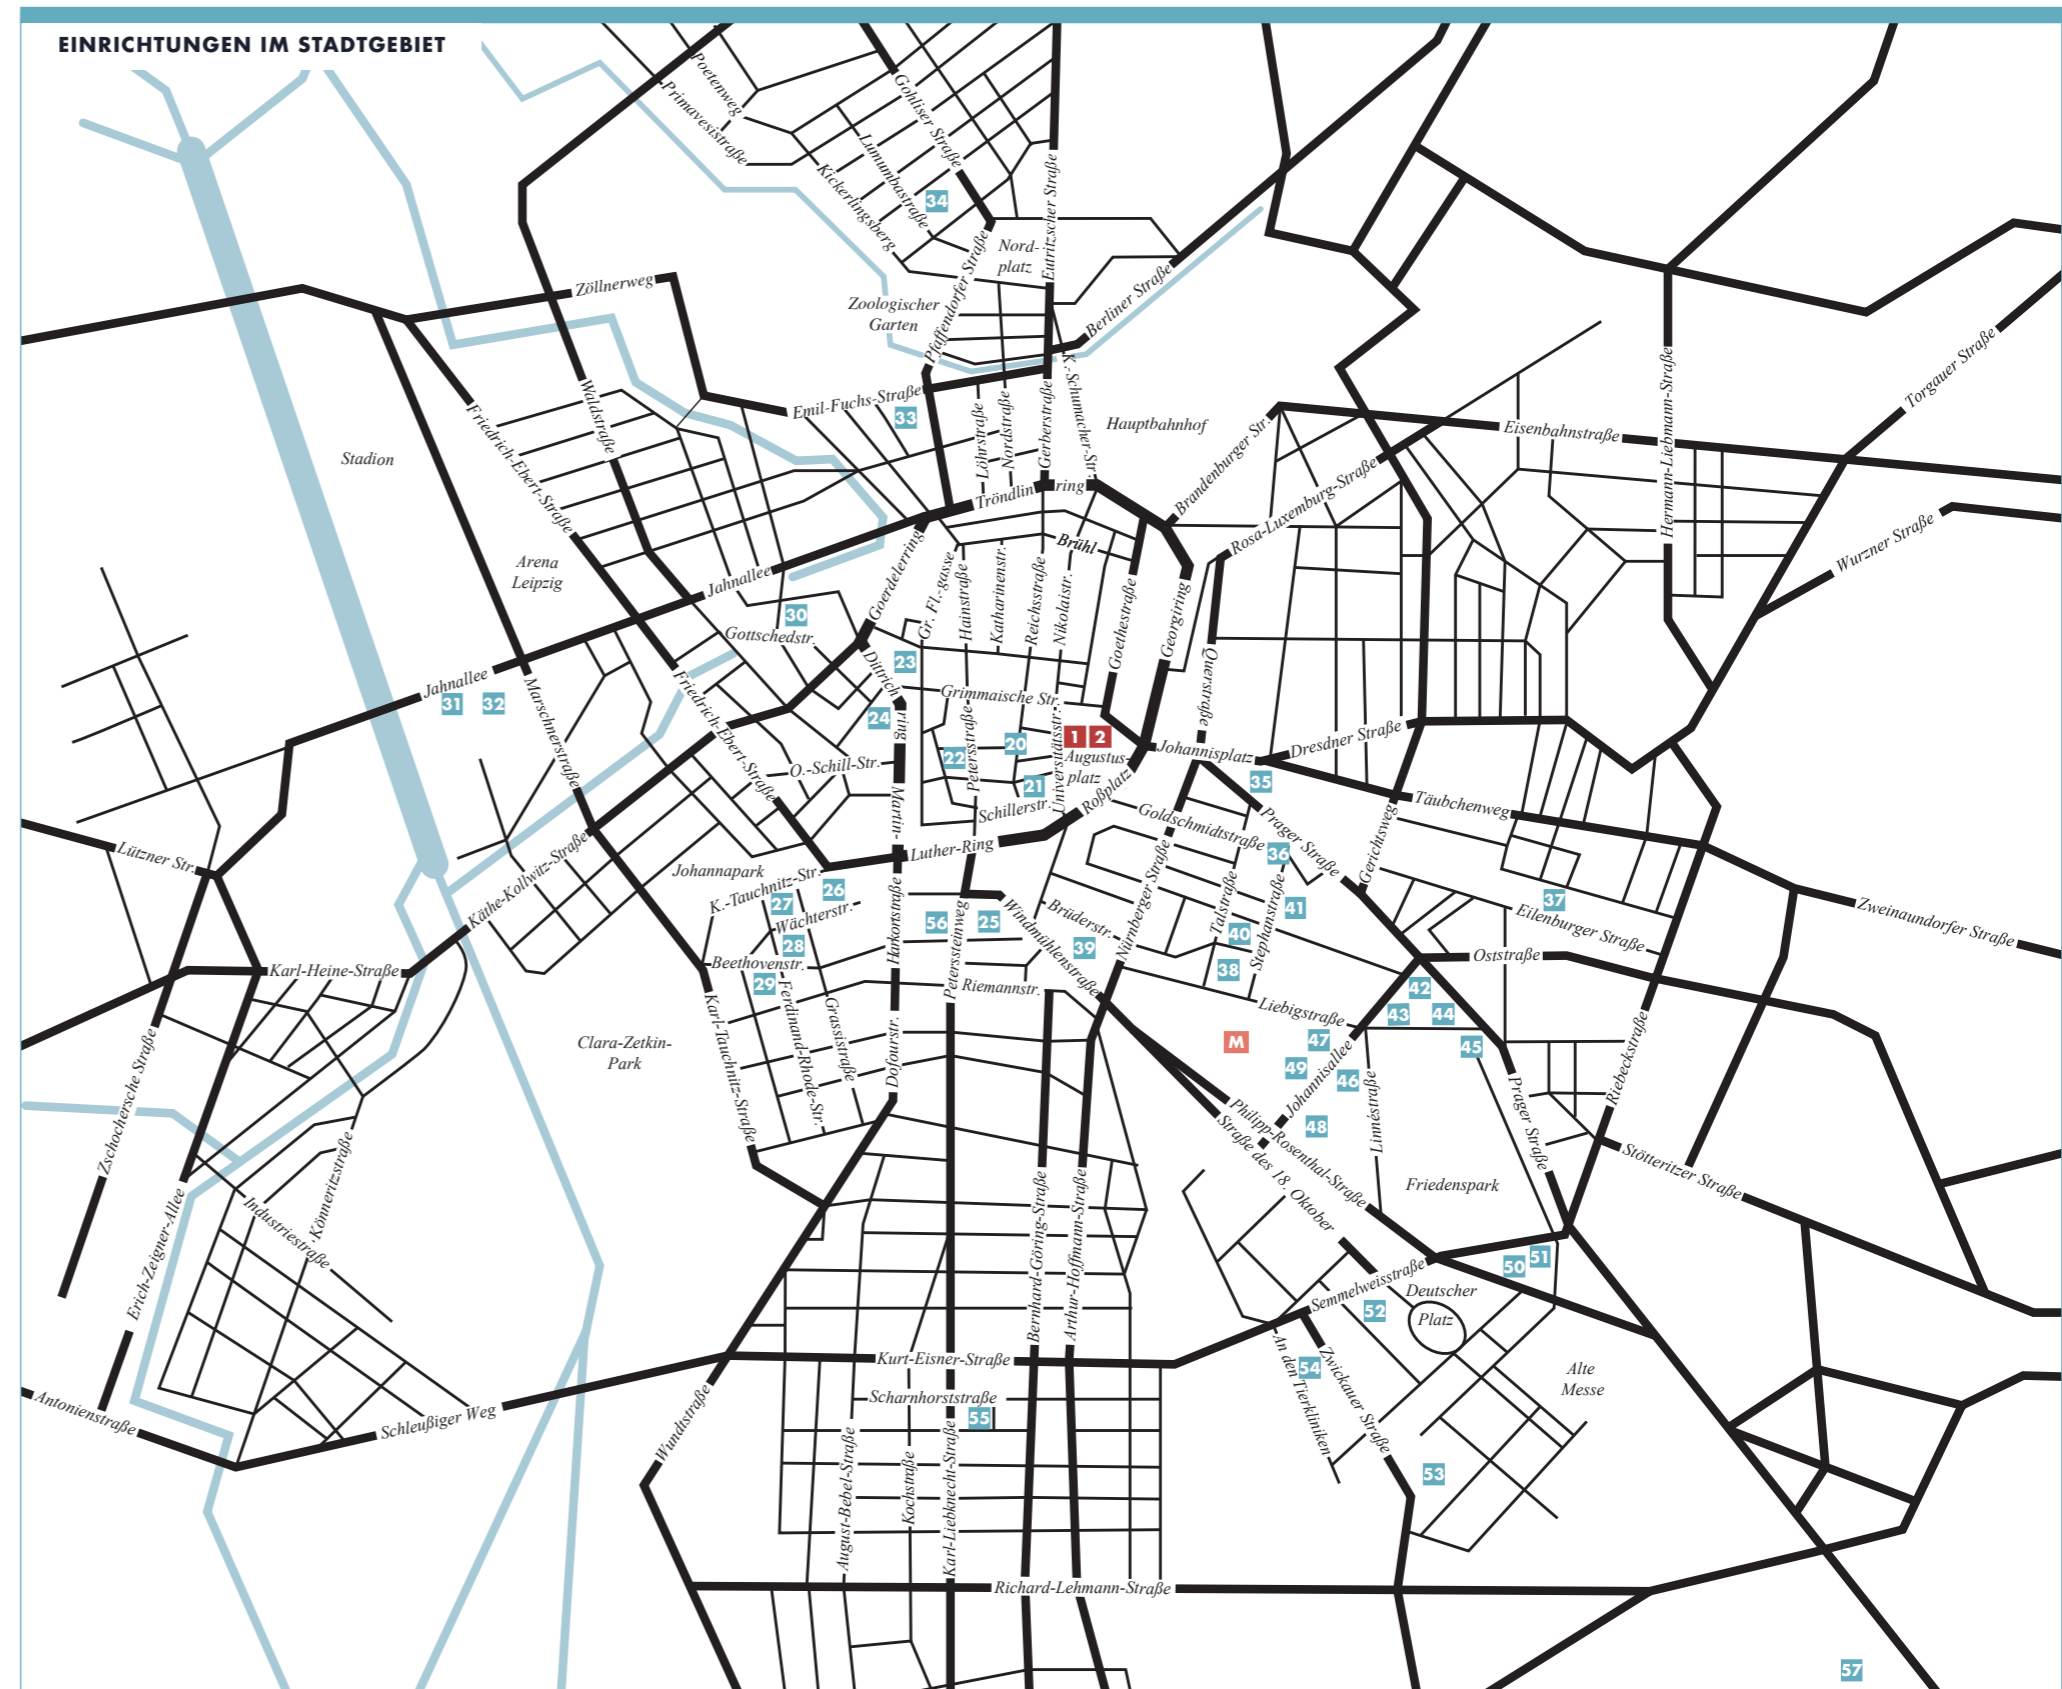 EINRICHTUNGEN IM STADTGEBIET
Poetenweg
Primavesistraße
Gohliser Straße
Lumumbastraße
Kickerlingsberg
34
Eutritzscher Straße
Nord-
platz
Pfaffendorfer Straße
Zoologischer
Garten
Berliner Straße
Zöllnerweg
Emil-Fuchs-Straße
33
Löhrstraße
Nordstraße
Gerberstraße
K.-Schumacher-Str.
Hauptbahnhof
Brandenburger Str.
Eisenbahnstraße
Hermann-Liebmann-Straße
Torgauer Straße
Wurzner Straße
Rosa-Luxemburg-Straße
Stadion
Waldstraße
Friedrich-Ebert-Straße
Arena
Leipzig
Tröndlin
ring
Brühl
Jahnallee
Goerdelerring
Gr. Fl.-gasse
Hainstraße
Katharinenstr.
Reichsstraße
Nikolaistr.
Goethestraße
Georgiring
Querstraße
30
Gottschedstr.
23
Dittrich
ring
24
Grimmaische Str.
Jahnallee
31
32
Marschnerstraße
Friedrich-Ebert-Straße
O.-Schill-Str.
Petersstraße
22
20
21
Universitätsstr.
1
2
Augustus-
platz
Johannisplatz
Dresdner Straße
35
Schillerstr.
Roßplatz
Martin-
Luther-Ring
Goldschmidtstraße
Prager Straße
Täubchenweg
Gerichtsweg
36
Lützner Str.
Käthe-Kollwitz-Straße
Johannapark
K.-Tauchnitz-Str.
26
27
Wächterstr.
28
Beethovenstr.
29
Harkortstraße
56
25
Peterssteinweg
Windmühlenstraße
Brüderstr.
39
Nürnberger Straße
Talstraße
Stephanstraße
41
40
38
37
Eilenburger Straße
Zweinaundorfer Straße
Oststraße
Karl-Heine-Straße
Riemannstr.
Liebigstraße
42
43
44
45
M
47
49
46
Johannisallee
48
Linnéstraße
Karl-Tauchnitz-Straße
Ferdinand-Rhode-Str.
Grassistraße
Dofourstr.
Clara-Zetkin-
Park
Zschochersche Straße
Erich-Zeigner-Allee
Industriestraße
Könneritzstraße
Philipp-Rosenthal-Straße
Straße des 18. Oktober
Prager Straße
Riebeckstraße
Stötteritzer Straße
Friedenspark
50
51
Bernhard-Göring-Straße
Arthur-Hoffmann-Straße
Semmelweisstraße
52
Deutscher
Platz
Kurt-Eisner-Straße
Scharnhorststraße
55
54
An den Tierkliniken
Zwickauer Straße
53
Alte
Messe
Antonienstraße
Schleußiger Weg
Wundtstraße
August-Bebel-Straße
Kochstraße
Karl-Liebknecht-Straße
Richard-Lehmann-Straße
57